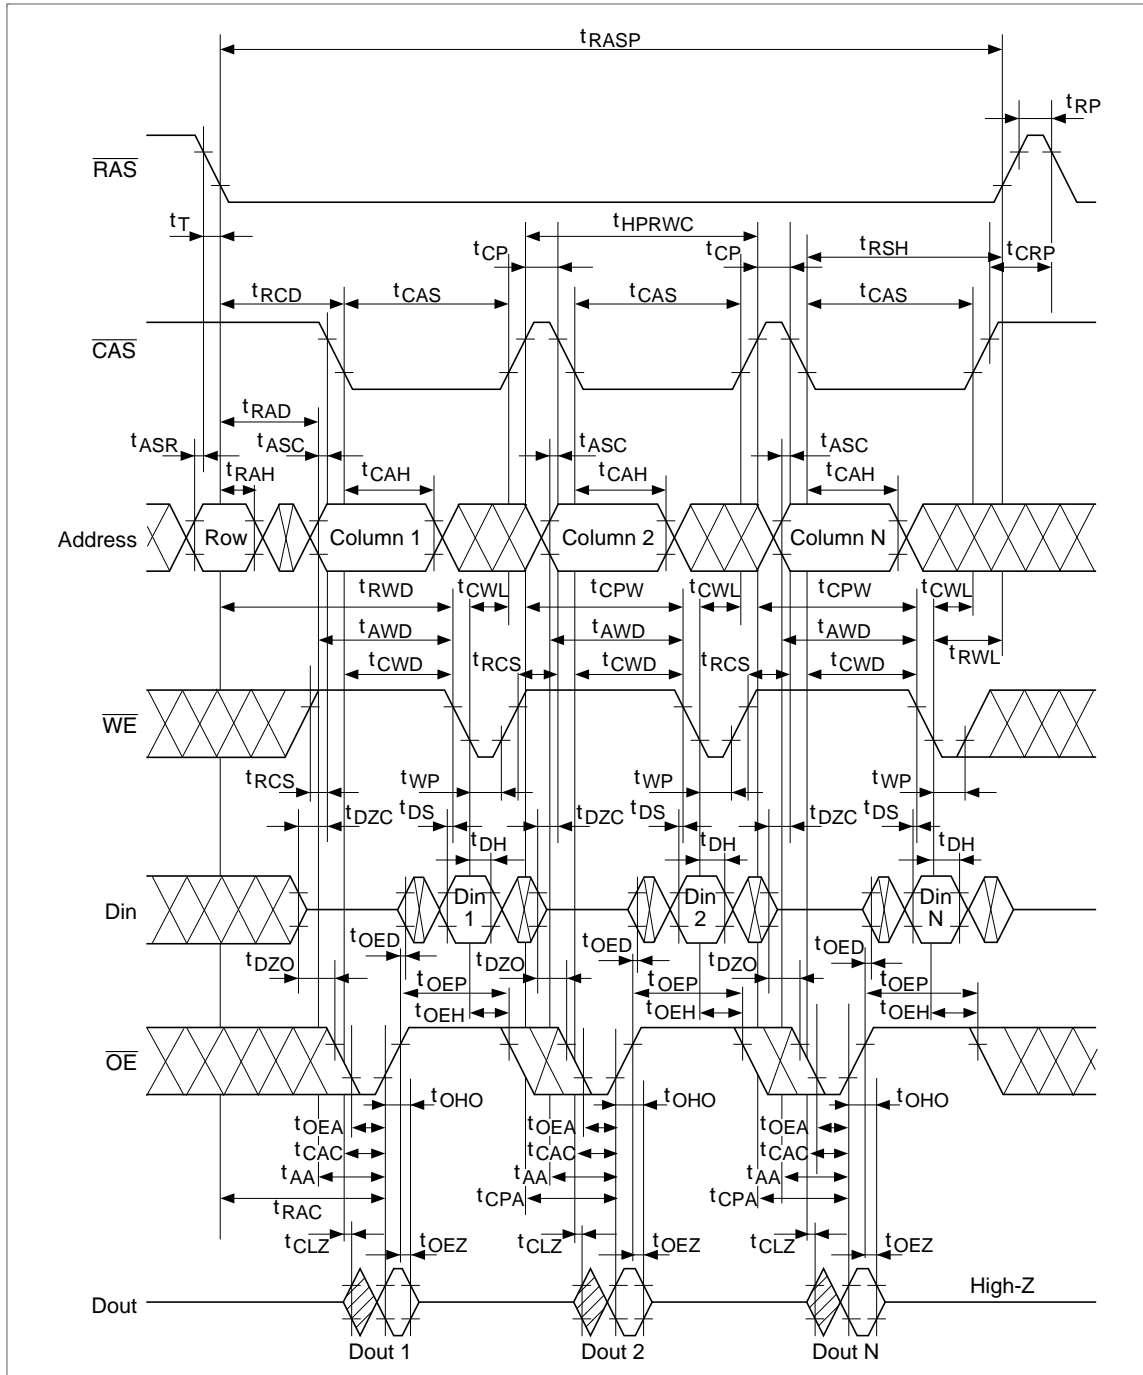 tRASP
tRP
RAS
tT
tHPRWC
tCP tCP tRSH tCRP
tRCD tCAS tCAS tCAS
CAS
tRAD
tASR tASC tASC tASC
tRAH tCAH tCAH tCAH
Address Row Column 1 Column 2 Column N
tRWD tCWL tCPW tCWL tCPW tCWL
tAWD tAWD tAWD
tCWD tRCS tCWD tRCS tCWD tRWL
WE
tRCS tWP tWP tWP
tDZC tDS tDZC tDS tDZC tDS
tDH tDH tDH
Din Din 1 Din 2 Din N
tOED tOED tOED
tDZO tDZO tDZO
tOEP tOEP tOEP
tOEH tOEH tOEH
OE
tOHO tOHO tOHO
tOEA tOEA tOEA
tCAC tCAC tCAC
tAA tAA tAA
tRAC tCPA tCPA
tCLZ tOEZ tCLZ tOEZ tCLZ tOEZ
High-Z
Dout
Dout 1 Dout 2 Dout N